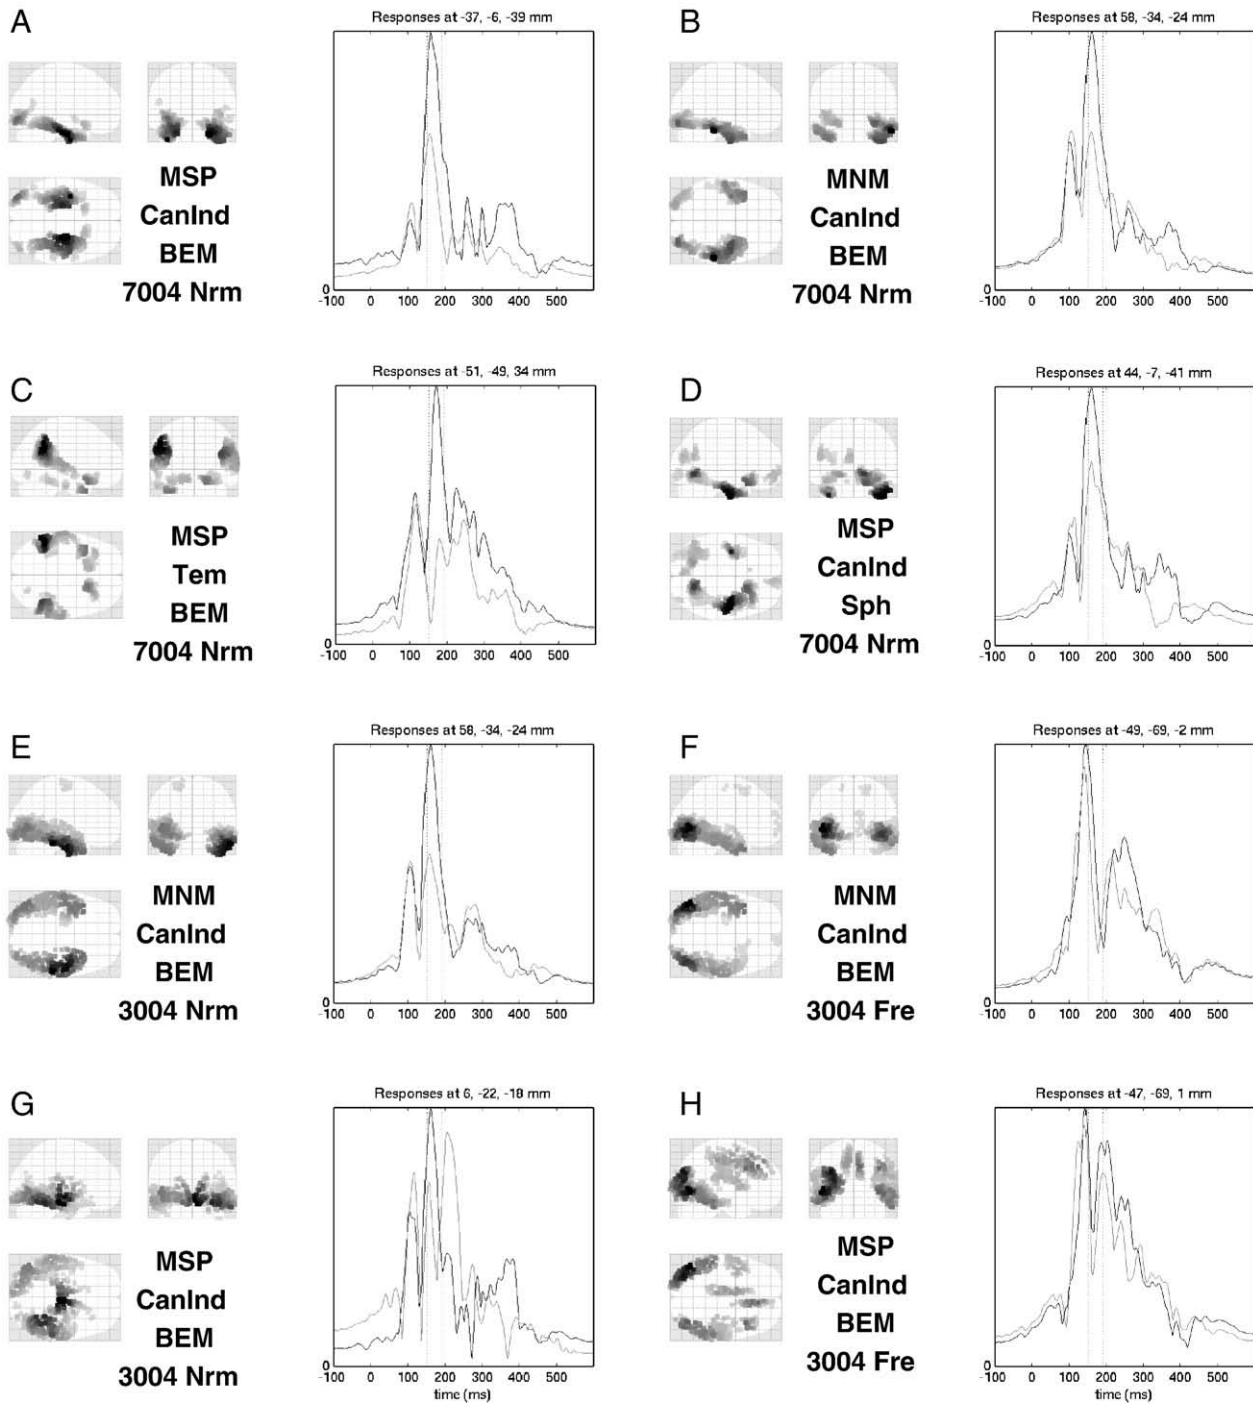 A
Responses at -37, -6, -39 mm
MSP
CanInd
BEM
7004 Nrm
0
-100 0 100 200 300 400 500
B
Responses at 58, -34, -24 mm
MNM
CanInd
BEM
7004 Nrm
0
-100 0 100 200 300 400 500
C
Responses at -51, -49, 34 mm
MSP
Tem
BEM
7004 Nrm
0
-100 0 100 200 300 400 500
D
Responses at 44, -7, -41 mm
MSP
CanInd
Sph
7004 Nrm
0
-100 0 100 200 300 400 500
E
Responses at 58, -34, -24 mm
MNM
CanInd
BEM
3004 Nrm
0
-100 0 100 200 300 400 500
F
Responses at -49, -69, -2 mm
MNM
CanInd
BEM
3004 Fre
0
-100 0 100 200 300 400 500
G
Responses at 6, -22, -18 mm
MSP
CanInd
BEM
3004 Nrm
0
-100 0 100 200 300 400 500
time (ms)
H
Responses at -47, -69, 1 mm
MSP
CanInd
BEM
3004 Fre
0
-100 0 100 200 300 400 500
time (ms)